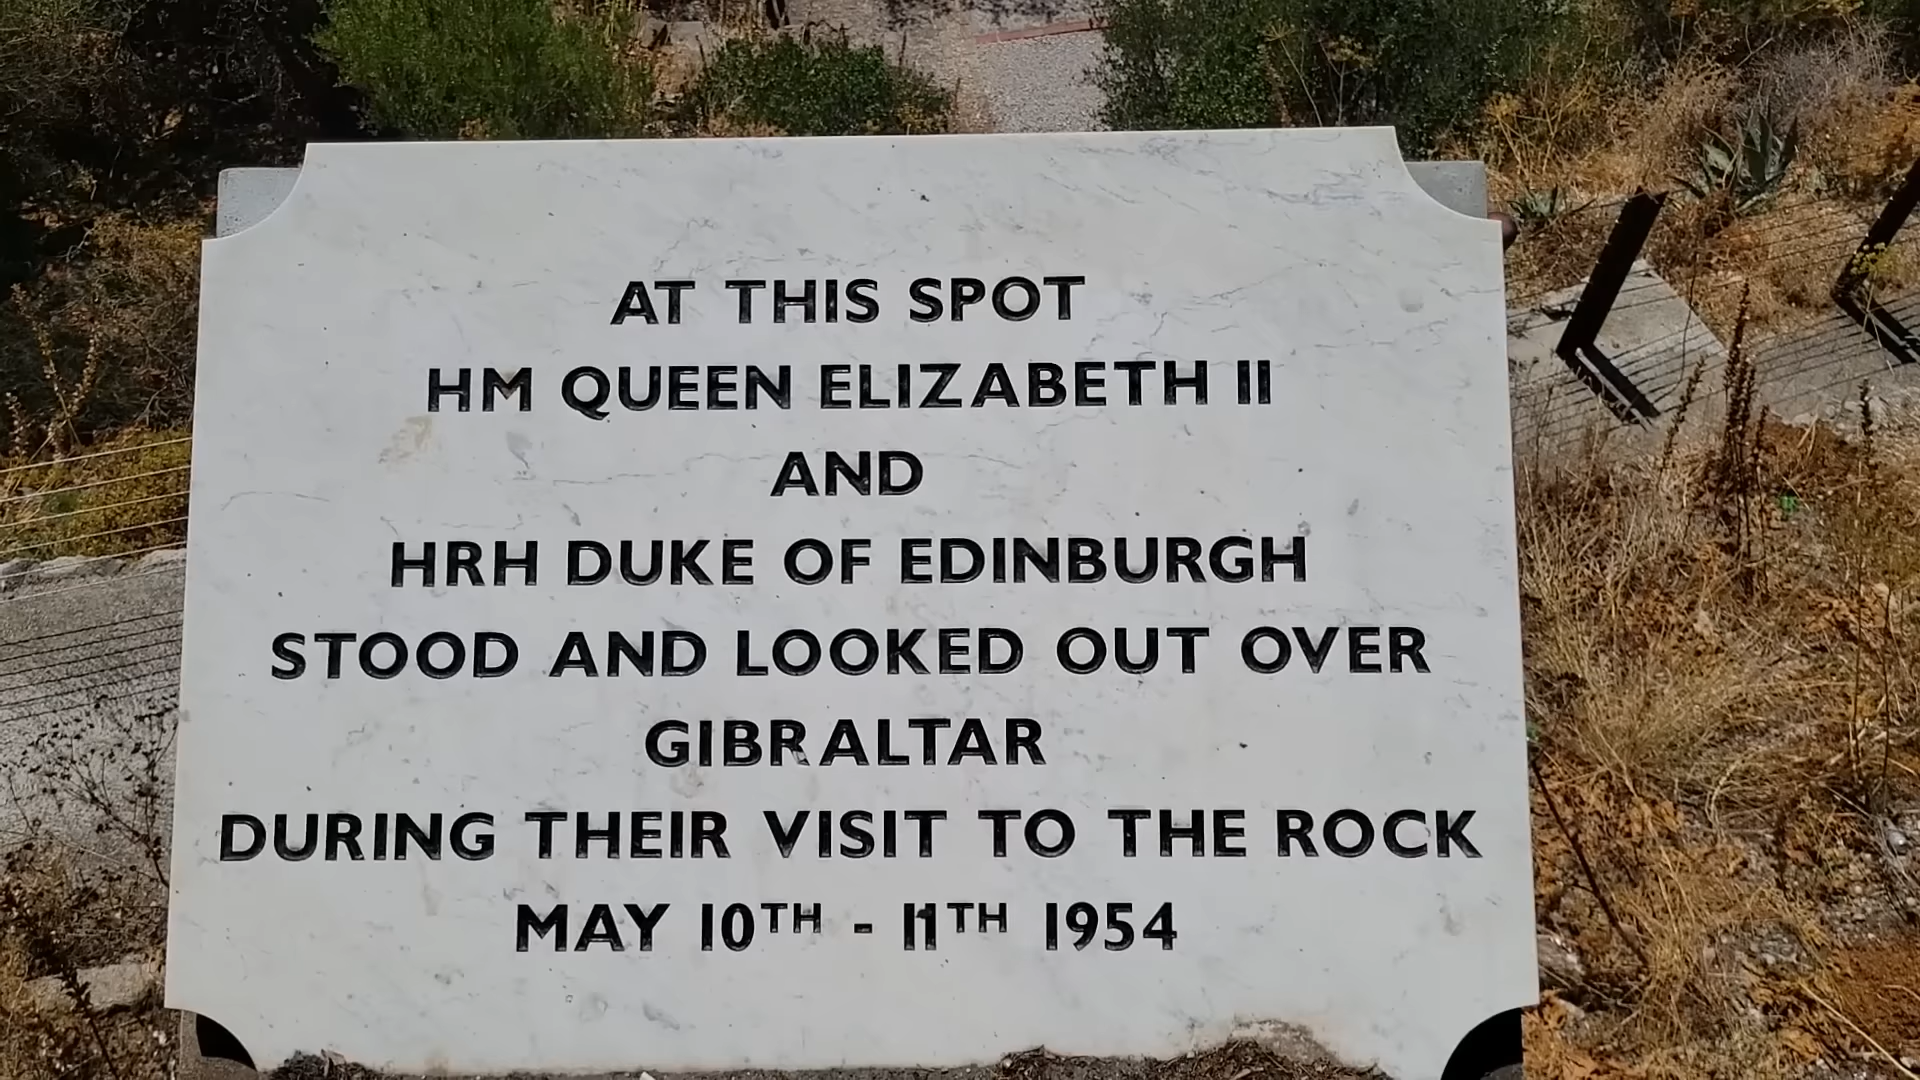 AT THIS SPOT
HM QUEEN ELIZABETH II
AND
HRH DUKE OF EDINBURGH
STOOD AND LOOKED OUT OVER
GIBRALTAR
DURING THEIR VISIT TO THE ROCK
MAY 10TH - 11TH 1954